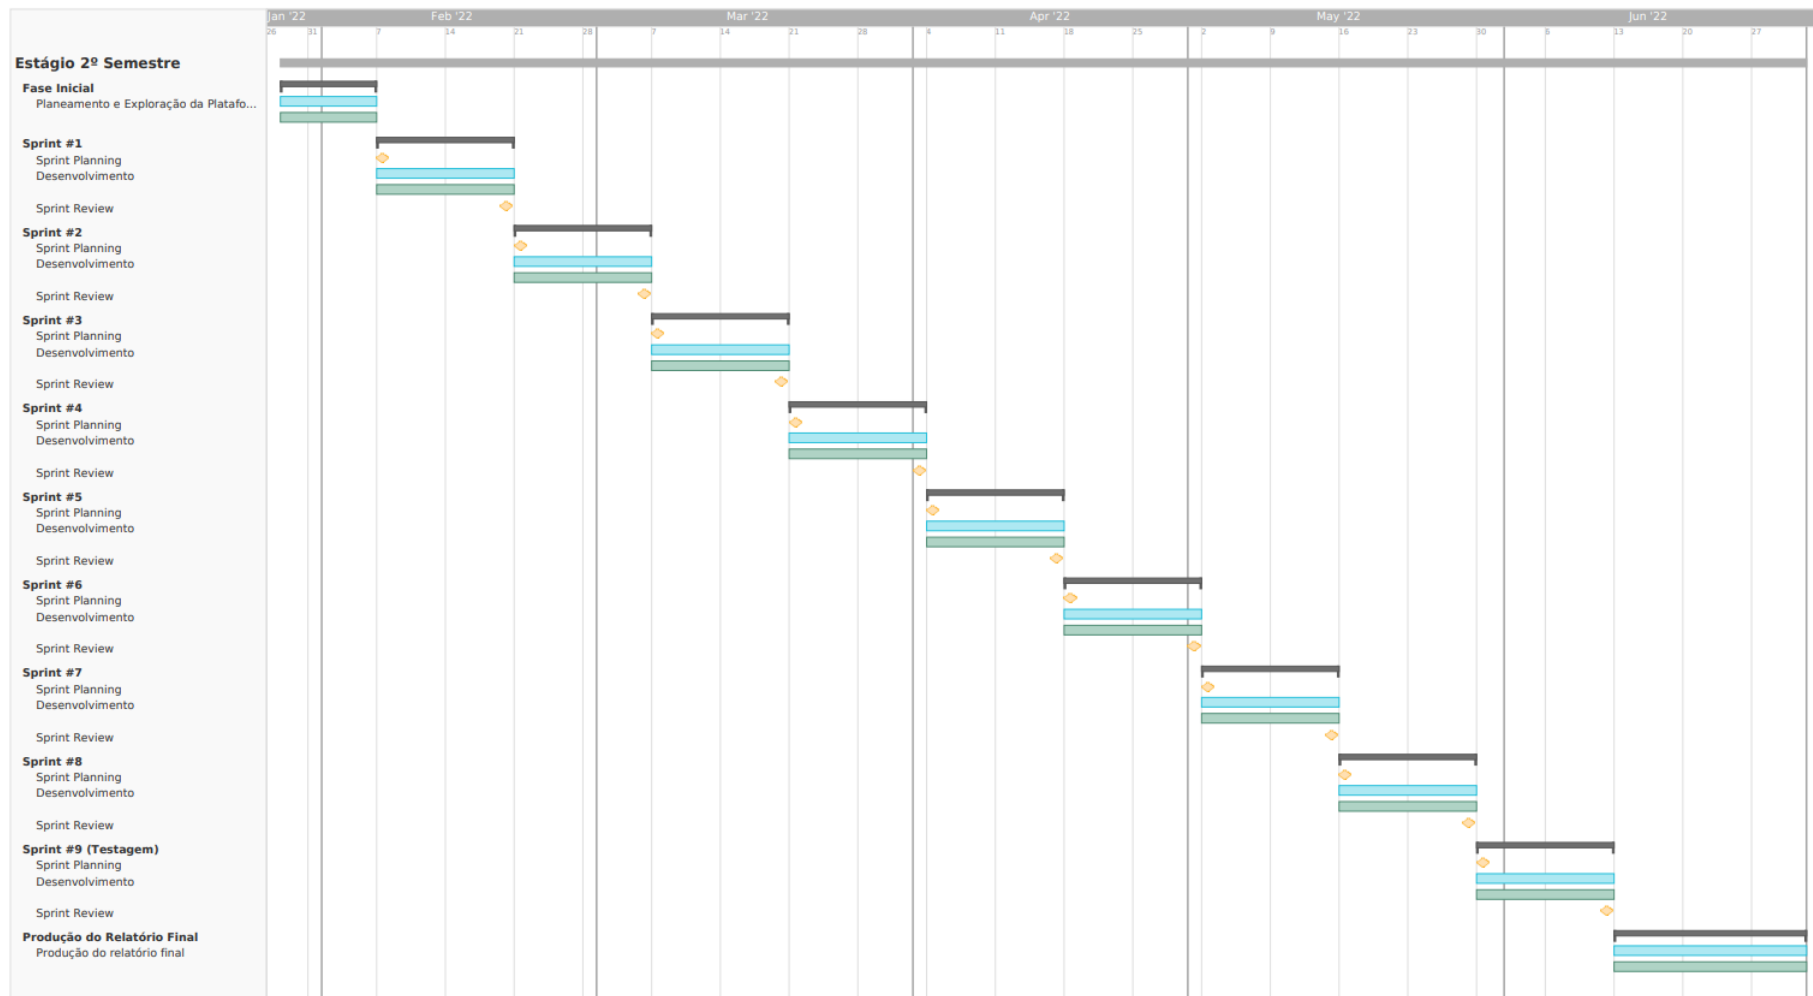 Jan '22 Feb '22 Mar '22 Apr '22 May '22 Jun '22
26 31 7 14 21 28 7 14 21 28 4 11 18 25 2 9 16 23 30 6 13 20 27
Estágio 2º Semestre
Fase Inicial
Planeamento e Exploração da Platafo...
Sprint #1
Sprint Planning
Desenvolvimento
Sprint Review
Sprint #2
Sprint Planning
Desenvolvimento
Sprint Review
Sprint #3
Sprint Planning
Desenvolvimento
Sprint Review
Sprint #4
Sprint Planning
Desenvolvimento
Sprint Review
Sprint #5
Sprint Planning
Desenvolvimento
Sprint Review
Sprint #6
Sprint Planning
Desenvolvimento
Sprint Review
Sprint #7
Sprint Planning
Desenvolvimento
Sprint Review
Sprint #8
Sprint Planning
Desenvolvimento
Sprint Review
Sprint #9 (Testagem)
Sprint Planning
Desenvolvimento
Sprint Review
Produção do Relatório Final
Produção do relatório final